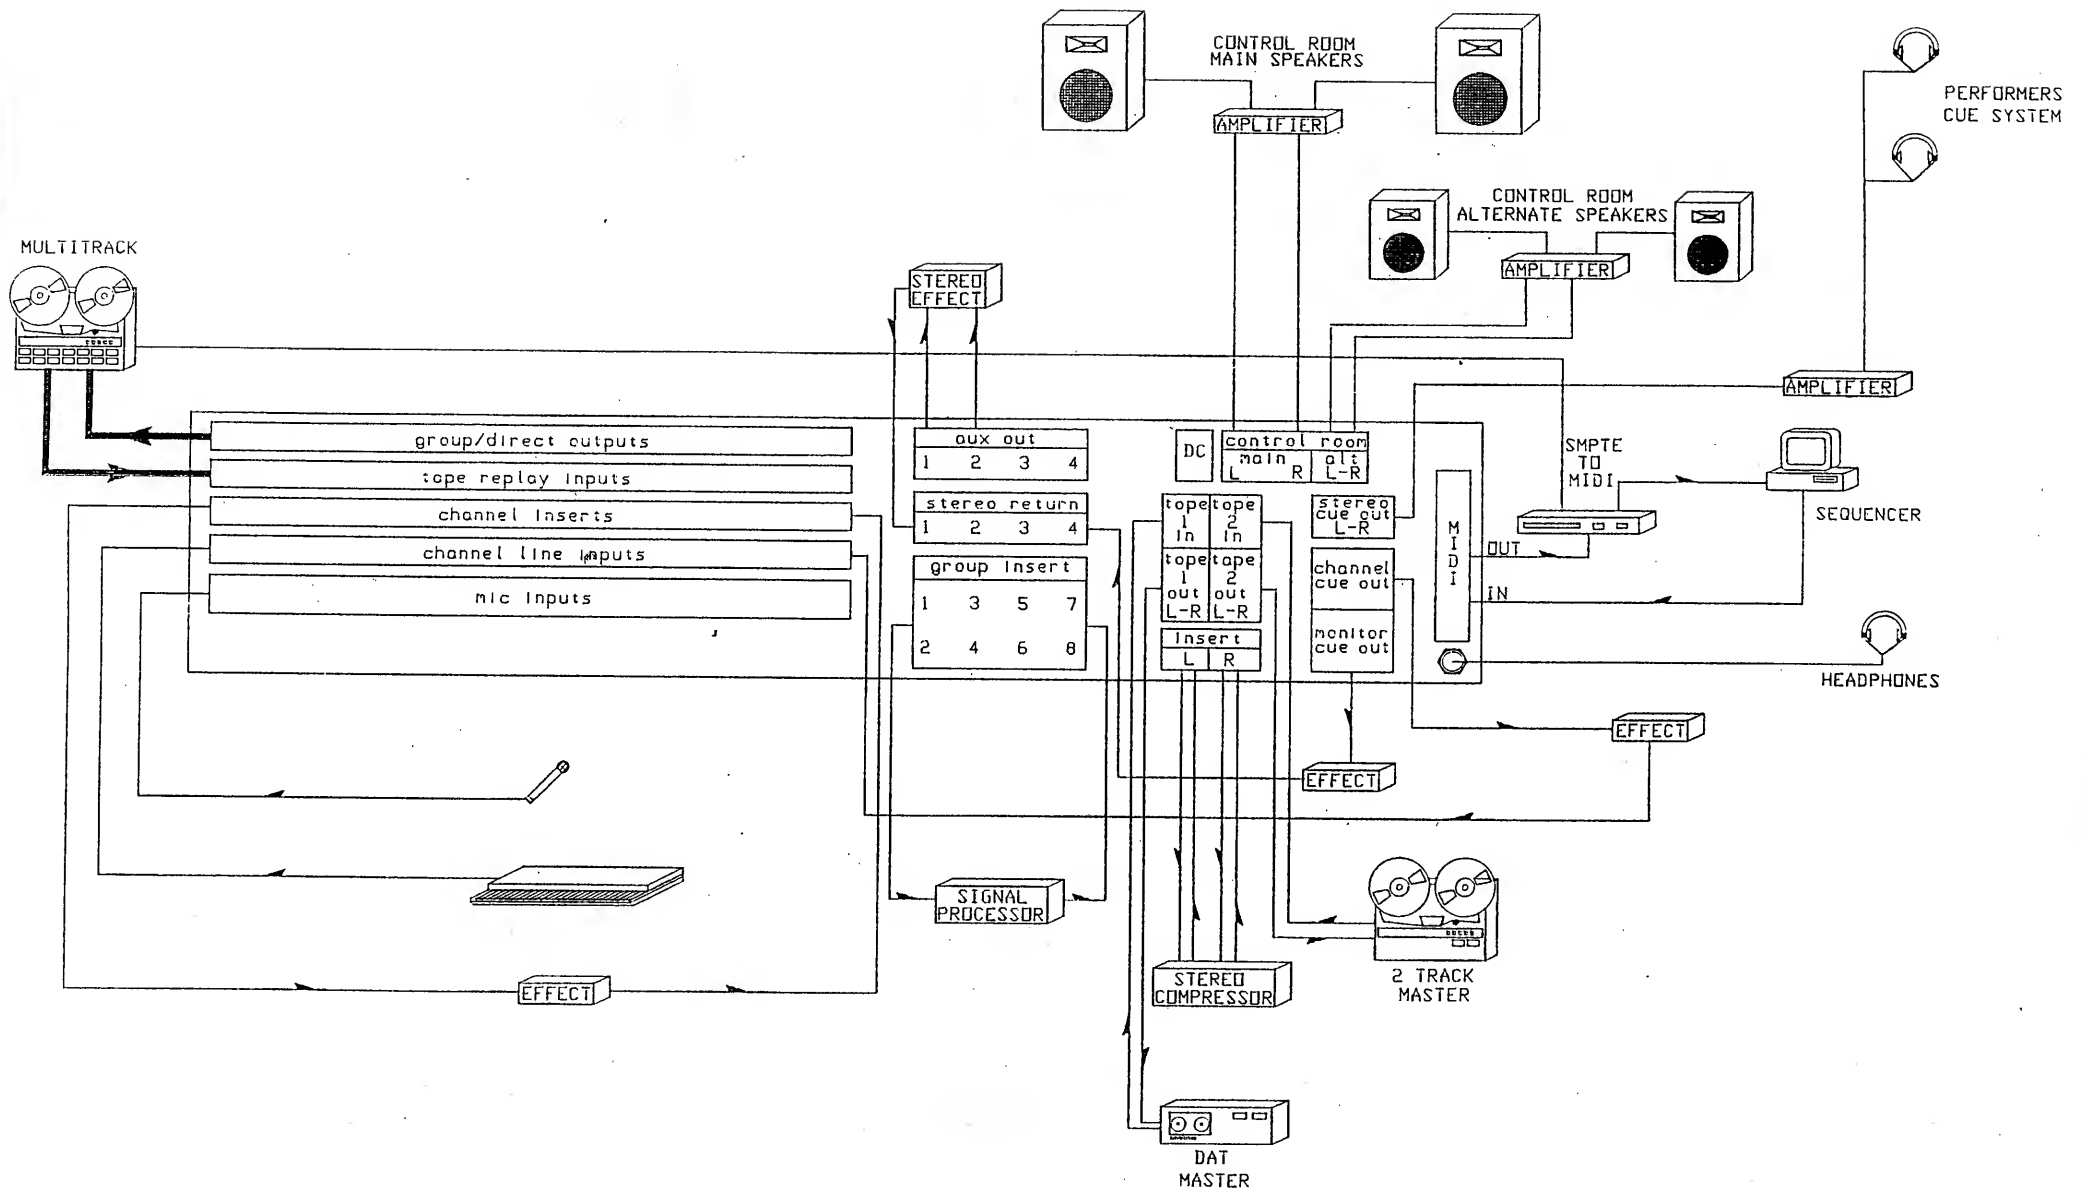 CONTROL ROOM
MAIN SPEAKERS
AMPLIFIER
PERFORMERS
CUE SYSTEM
CONTROL ROOM
ALTERNATE SPEAKERS
AMPLIFIER
MULTITRACK
STEREO
EFFECT
AMPLIFIER
group/direct outputs
tape replay inputs
channel inserts
channel line inputs
mic inputs
aux out
1 2 3 4
stereo return
1 2 3 4
group insert
1 3 5 7
2 4 6 8
DC
control room
main alt
L R L-R
tape
1
in
tape
2
in
tape
1
out
L-R
tape
2
out
L-R
insert
L R
stereo
cue out
L-R
channel
cue out
monitor
cue out
MIDI
OUT
IN
SMPTE
TO
MIDI
SEQUENCER
HEADPHONES
EFFECT
EFFECT
SIGNAL
PROCESSOR
EFFECT
STEREO
COMPRESSOR
2 TRACK
MASTER
DAT
MASTER